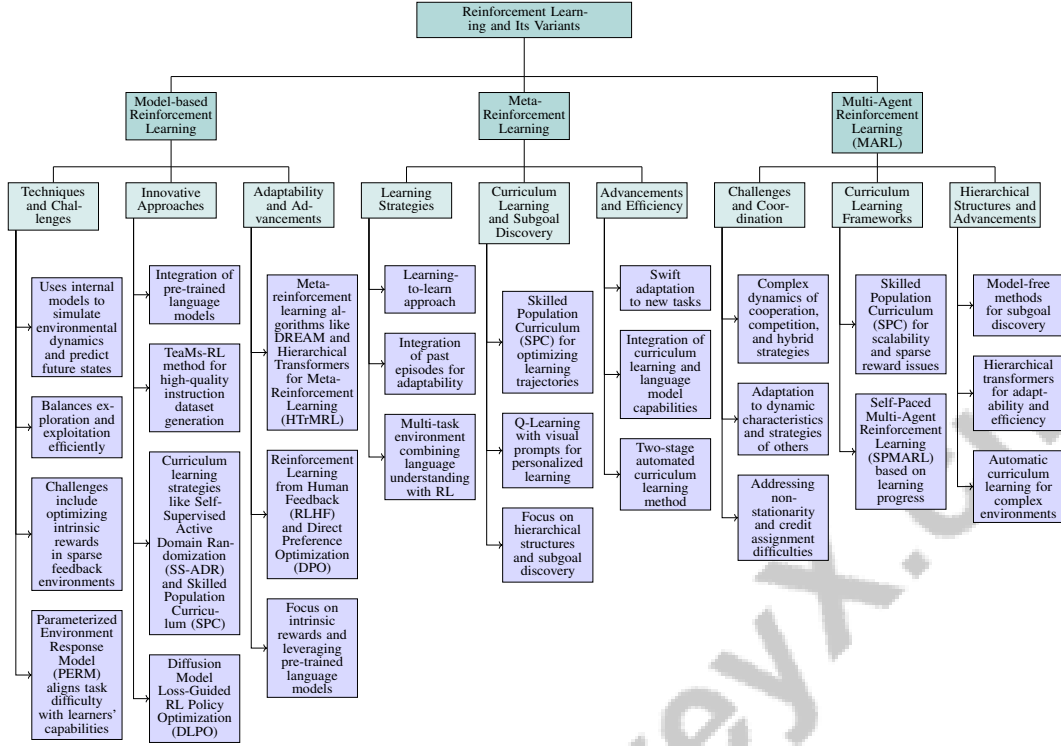 Reinforcement Learn-
ing and Its Variants
Model-based
Reinforcement
Learning
Meta-
Reinforcement
Learning
Multi-Agent
Reinforcement
Learning
(MARL)
Techniques
and Chal-
lenges
Innovative
Approaches
Adaptability
and Ad-
vancements
Learning
Strategies
Curriculum
Learning
and Subgoal
Discovery
Advancements
and Efficiency
Challenges
and Coor-
dination
Curriculum
Learning
Frameworks
Hierarchical
Structures and
Advancements
Uses internal
models to
simulate
environmental
dynamics
and predict
future states
Balances ex-
ploration and
exploitation
efficiently
Challenges
include
optimizing
intrinsic
rewards
in sparse
feedback
environments
Parameterized
Environment
Response
Model
(PERM)
aligns task
difficulty
with learners'
capabilities
Integration of
pre-trained
language
models
TeaMs-RL
method for
high-quality
instruction
dataset
generation
Curriculum
learning
strategies
like Self-
Supervised
Active
Domain Ran-
domization
(SS-ADR)
and Skilled
Population
Curricu-
lum (SPC)
Diffusion
Model
Loss-Guided
RL Policy
Optimization
(DLPO)
Meta-
reinforcement
learning algo-
rithms like
DREAM and
Hierarchical
Transformers
for Meta-
Reinforcement
Learning
(HTrMRL)
Reinforcement
Learning
from Human
Feedback
(RLHF)
and Direct
Preference
Optimization
(DPO)
Focus on
intrinsic
rewards and
leveraging
pre-trained
language
models
Learning-
to-learn
approach
Integration
of past
episodes for
adaptability
Multi-task
environment
combining
language
understanding
with RL
Skilled
Population
Curriculum
(SPC) for
optimizing
learning
trajectories
Q-Learning
with visual
prompts for
personalized
learning
Focus on
hierarchical
structures
and subgoal
discovery
Swift
adaptation
to new tasks
Integration of
curriculum
learning and
language
model
capabilities
Two-stage
automated
curriculum
learning
method
Complex
dynamics of
cooperation,
competition,
and hybrid
strategies
Adaptation
to dynamic
characteristics
and strategies
of others
Addressing
non-
stationarity
and credit
assignment
difficulties
Skilled
Population
Curriculum
(SPC) for
scalability
and sparse
reward issues
Self-Paced
Multi-Agent
Reinforcement
Learning
(SPMARL)
based on
learning
progress
Model-free
methods
for subgoal
discovery
Hierarchical
transformers
for adapt-
ability and
efficiency
Automatic
curriculum
learning for
complex
environments